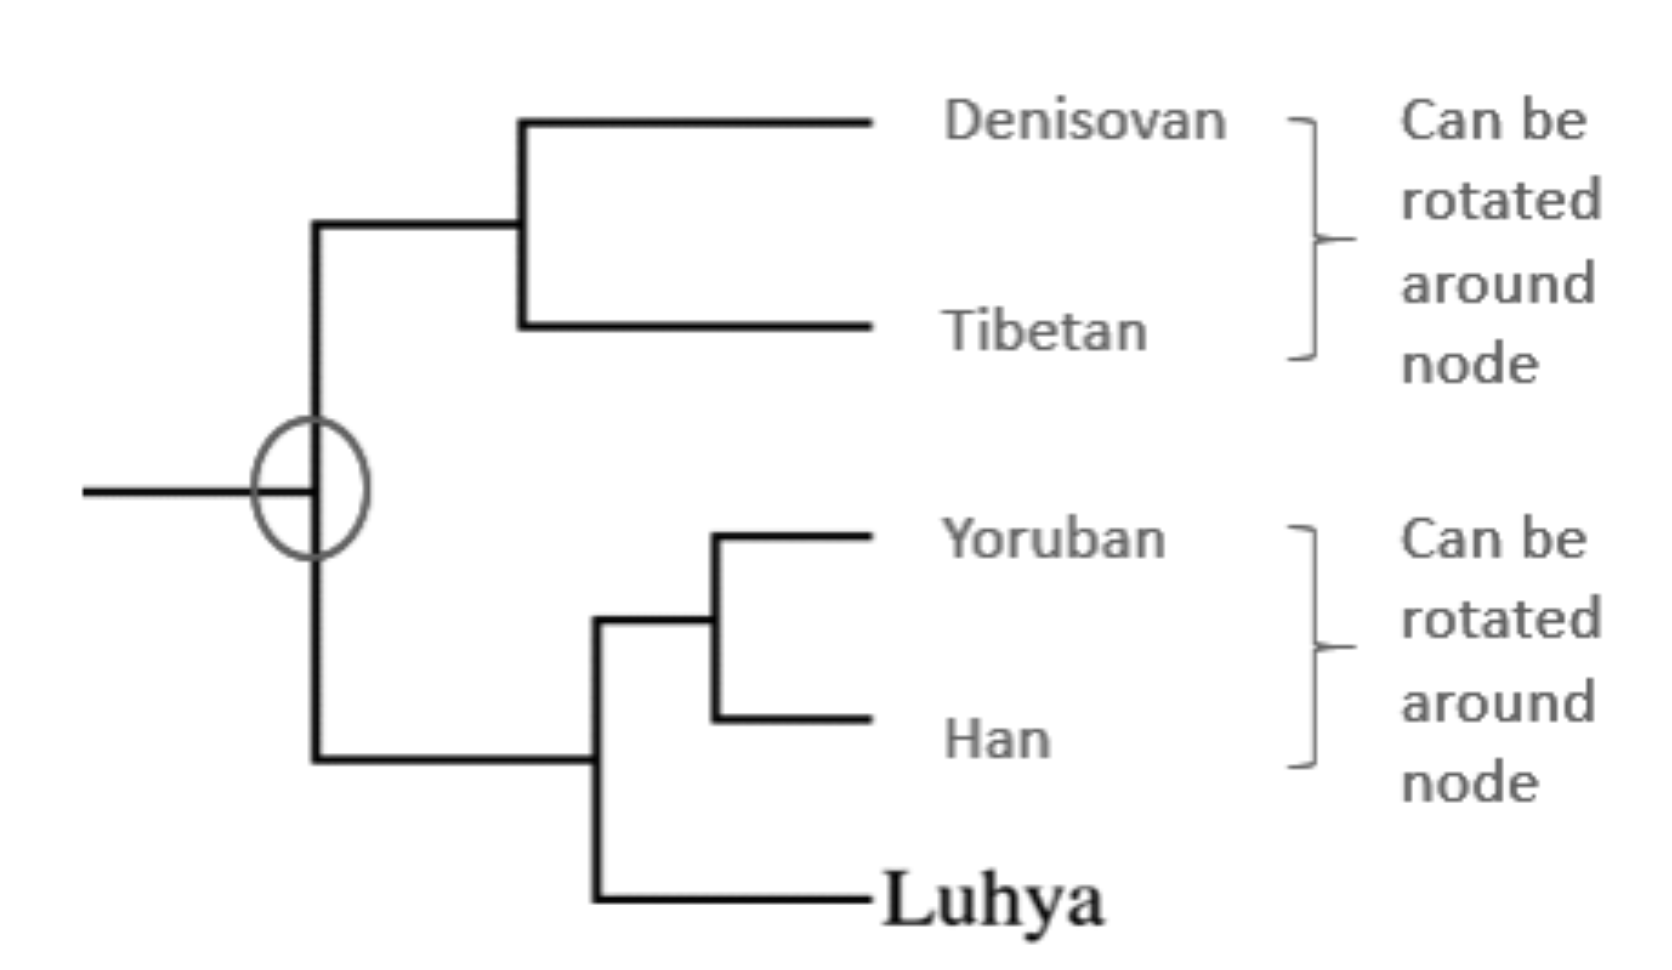 Denisovan
Tibetan
Can be
rotated
around
node
Yoruban
Han
Can be
rotated
around
node
Luhya